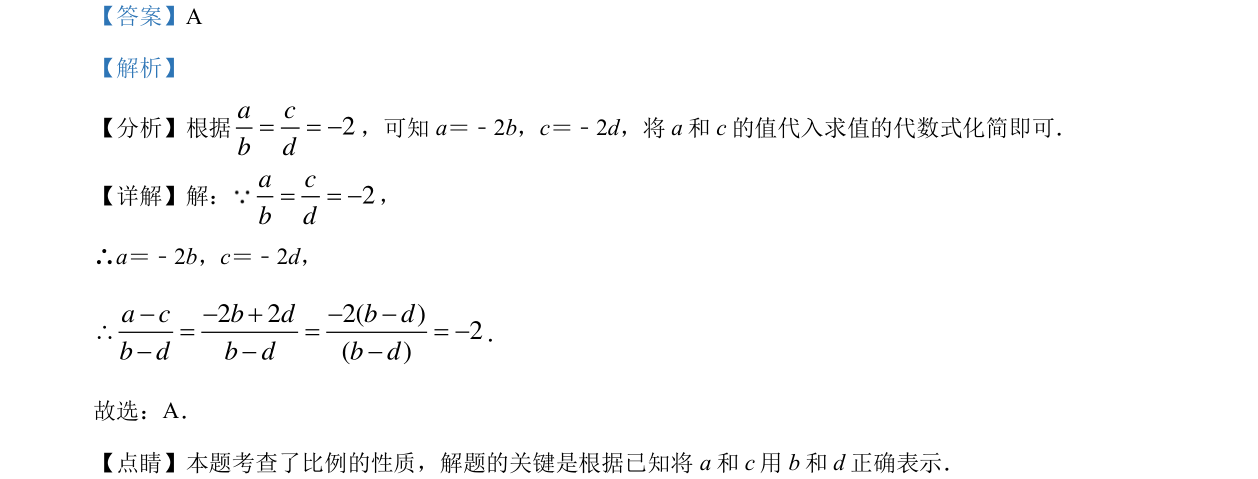 【答案】A
【解析】
【分析】根据a/b=c/d=−2，可知 a＝﹣2b，c＝﹣2d，将 a 和 c 的值代入求值的代数式化简即可．
【详解】解：∵a/b=c/d=−2，
∴a＝﹣2b，c＝﹣2d，
∴(a−c)/(b−d)=(−2b+2d)/(b−d)=(−2(b−d))/((b−d))=−2．
故选：A．
【点睛】本题考查了比例的性质，解题的关键是根据已知将 a 和 c 用 b 和 d 正确表示．